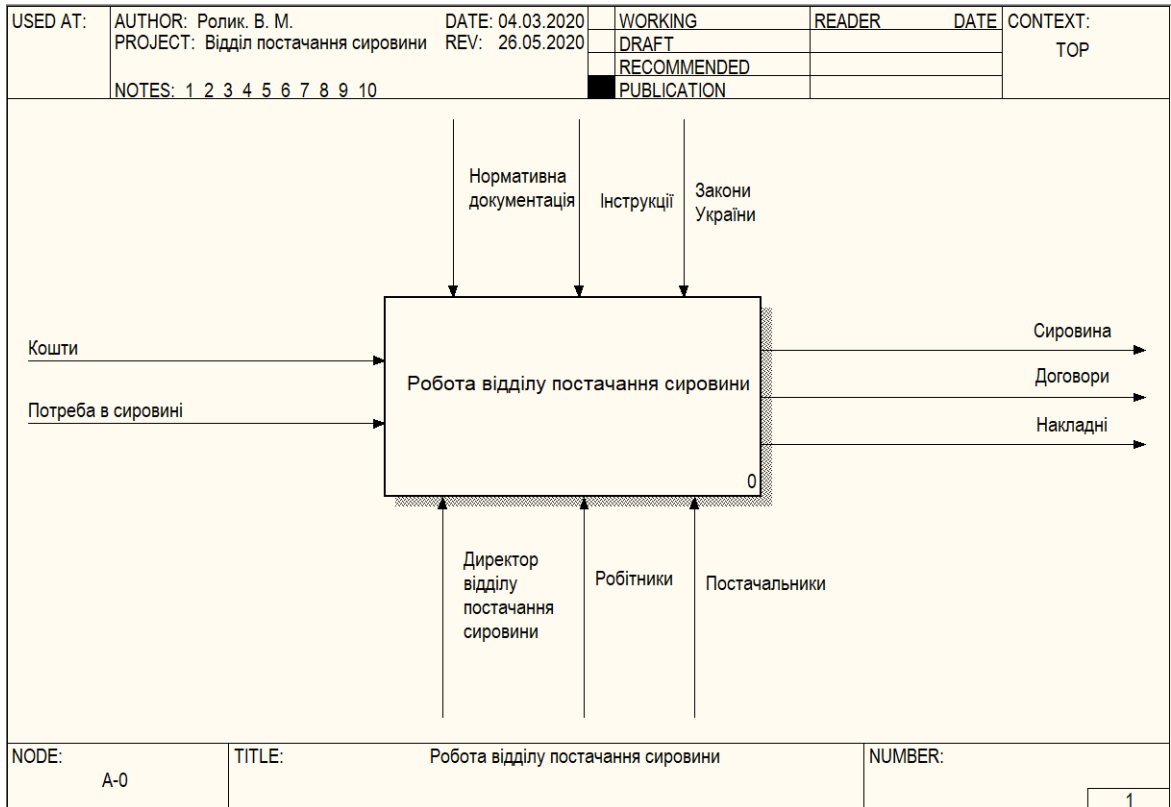 USED AT:
AUTHOR: Ролик. В. М.
DATE: 04.03.2020
PROJECT: Відділ постачання сировини
REV: 26.05.2020
NOTES: 1 2 3 4 5 6 7 8 9 10
WORKING
DRAFT
RECOMMENDED
PUBLICATION
READER
DATE
CONTEXT:
TOP
Нормативна
документація
Інструкції
Закони
України
Кошти
Потреба в сировині
Робота відділу постачання сировини
0
Сировина
Договори
Накладні
Директор
відділу
постачання
сировини
Робітники
Постачальники
NODE:
A-0
TITLE:
Робота відділу постачання сировини
NUMBER:
1